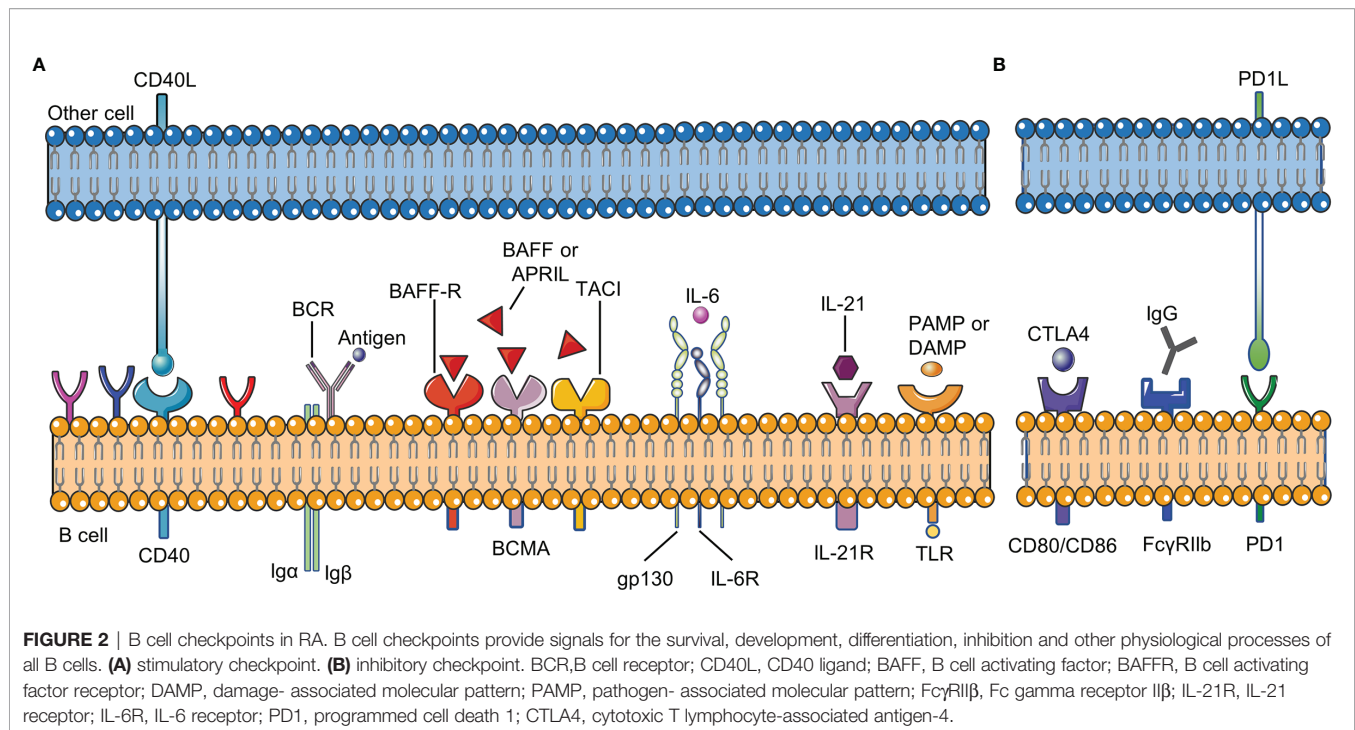 A
B
CD40L
PD1L
Other cell
BAFF or
APRIL
BAFF-R
TACI
IL-6
IL-21
BCR
Antigen
PAMP or
DAMP
CTLA4
IgG
B cell
CD40
Igα
Igβ
BCMA
gp130
IL-6R
IL-21R
TLR
CD80/CD86
FcγRIIb
PD1
FIGURE 2 | B cell checkpoints in RA. B cell checkpoints provide signals for the survival, development, differentiation, inhibition and other physiological processes of
all B cells. (A) stimulatory checkpoint. (B) inhibitory checkpoint. BCR,B cell receptor; CD40L, CD40 ligand; BAFF, B cell activating factor; BAFFR, B cell activating
factor receptor; DAMP, damage- associated molecular pattern; PAMP, pathogen- associated molecular pattern; FcγRIIβ, Fc gamma receptor IIβ; IL-21R, IL-21
receptor; IL-6R, IL-6 receptor; PD1, programmed cell death 1; CTLA4, cytotoxic T lymphocyte-associated antigen-4.